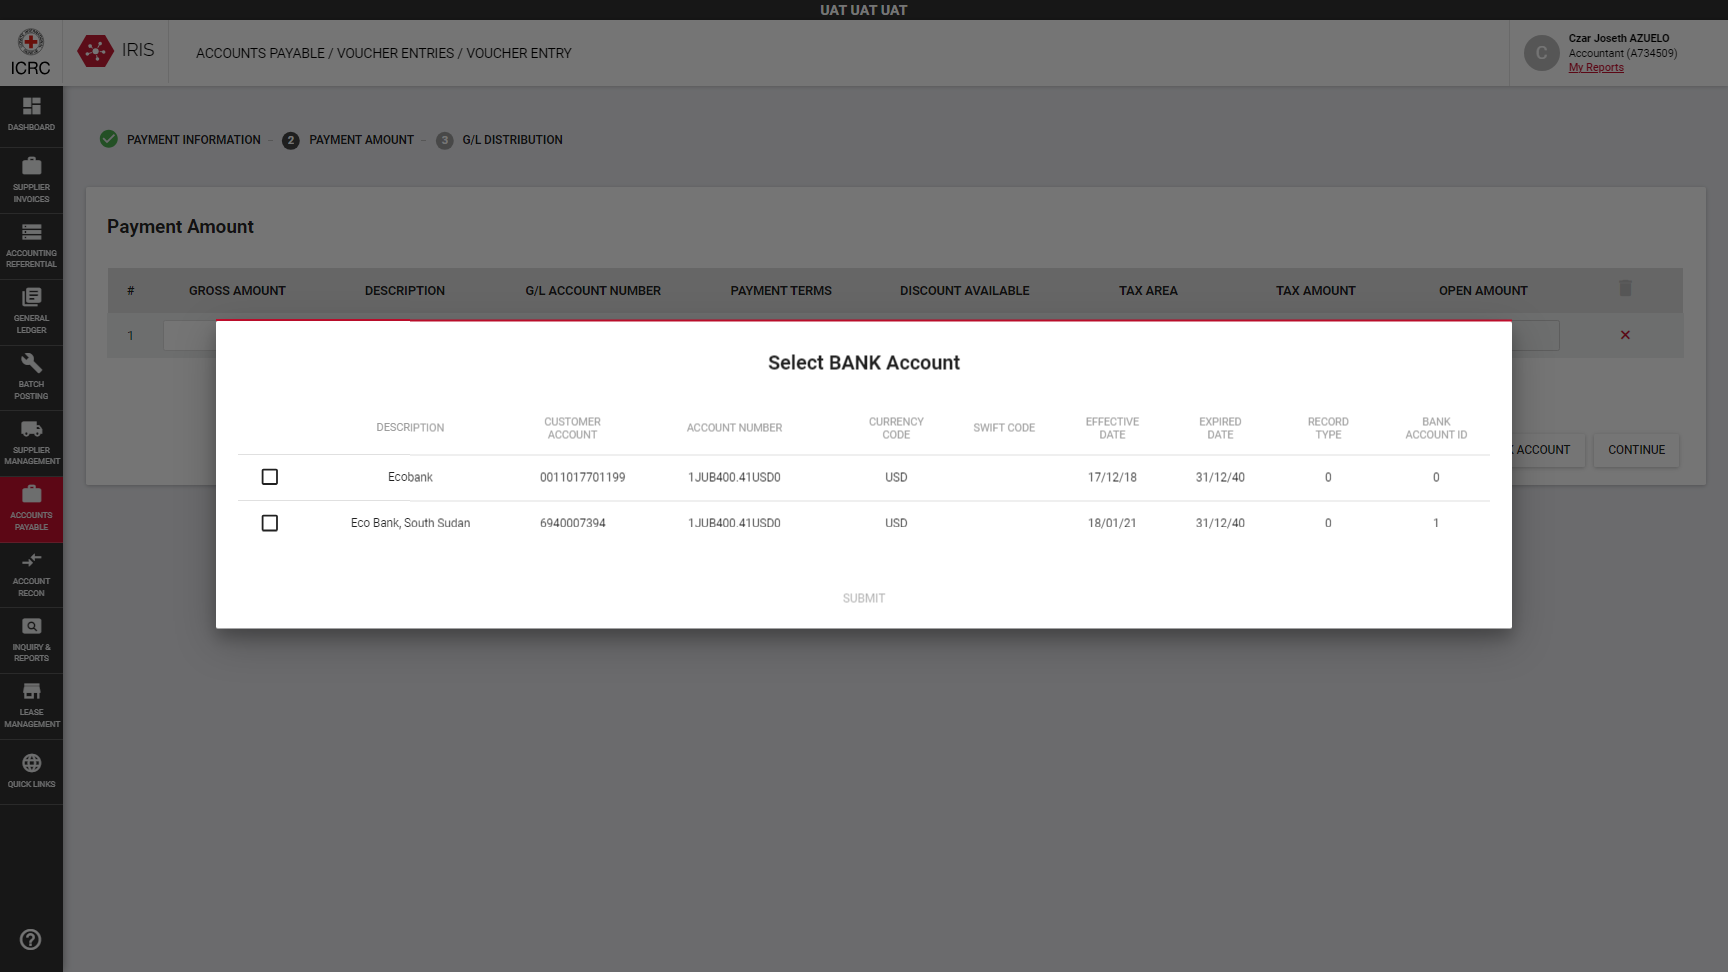 UAT UAT UAT
ICRC
IRIS
ACCOUNTS PAYABLE / VOUCHER ENTRIES / VOUCHER ENTRY
C
Czar Joseth AZUELO
Accountant (A734509)
My Reports
DASHBOARD
SUPPLIER
INVOICES
ACCOUNTING
REFERENTIAL
GENERAL
LEDGER
BATCH
POSTING
SUPPLIER
MANAGEMENT
ACCOUNTS
PAYABLE
ACCOUNT
RECON
INQUIRY &
REPORTS
LEASE
MANAGEMENT
QUICK LINKS
PAYMENT INFORMATION - 2 PAYMENT AMOUNT - 3 G/L DISTRIBUTION
Payment Amount
# GROSS AMOUNT DESCRIPTION G/L ACCOUNT NUMBER PAYMENT TERMS DISCOUNT AVAILABLE TAX AREA TAX AMOUNT OPEN AMOUNT
1
ACCOUNT
CONTINUE
Select BANK Account
DESCRIPTION CUSTOMER ACCOUNT ACCOUNT NUMBER CURRENCY CODE SWIFT CODE EFFECTIVE DATE EXPIRED DATE RECORD TYPE BANK ACCOUNT ID
Ecobank 0011017701199 1JUB400.41USD0 USD 17/12/18 31/12/40 0 0
Eco Bank, South Sudan 6940007394 1JUB400.41USD0 USD 18/01/21 31/12/40 0 1
SUBMIT